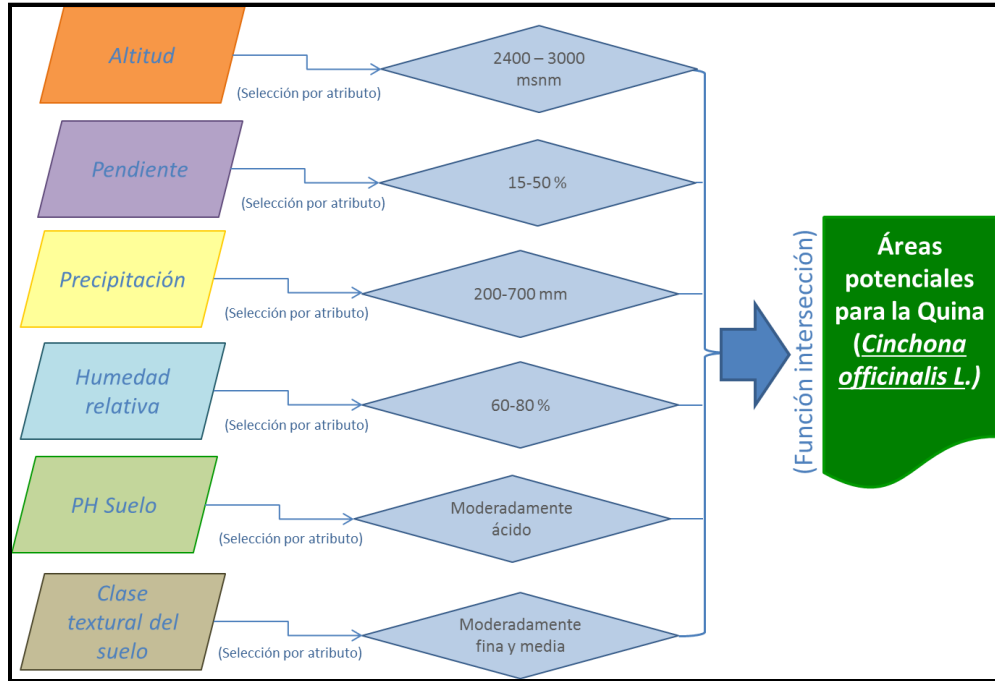 Altitud
(Selección por atributo)
2400 – 3000
msnm
Pendiente
(Selección por atributo)
15-50 %
Precipitación
(Selección por atributo)
200-700 mm
Humedad
relativa
(Selección por atributo)
60-80 %
PH Suelo
(Selección por atributo)
Moderadamente
ácido
Clase
textural del
suelo
(Selección por atributo)
Moderadamente
fina y media
(Función intersección)
Áreas
potenciales
para la Quina
(Cinchona
officinalis L.)